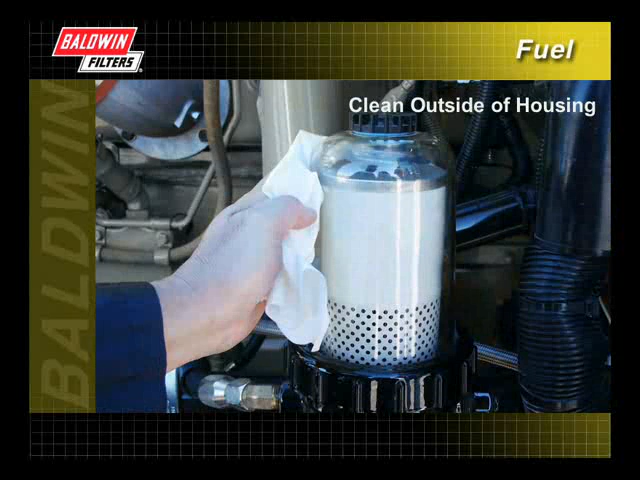 BALDWIN
FILTERS
Fuel
Clean Outside of Housing
BALDWIN